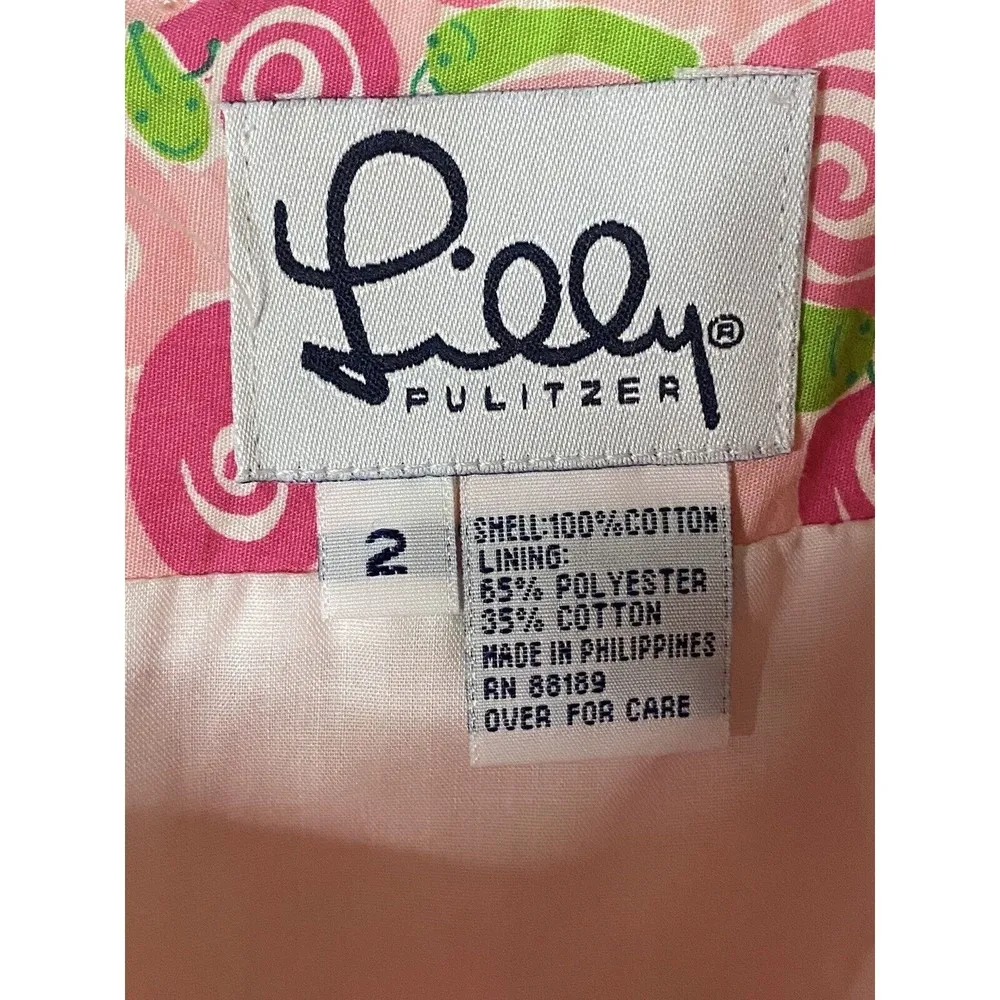 Lilly®
PULITZER
2
SHELL:100%COTTON
LINING:
65% POLYESTER
35% COTTON
MADE IN PHILIPPINES
RN 88189
OVER FOR CARE